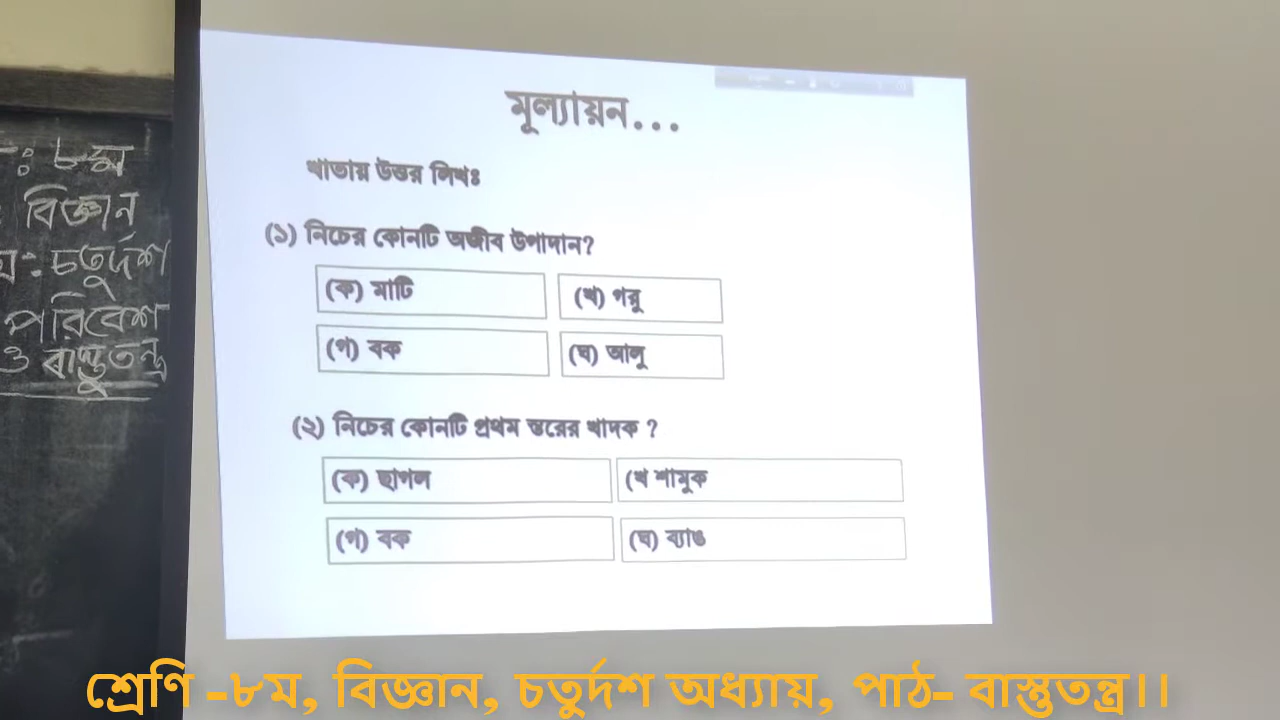 মূল্যায়ন...
খাতায় উত্তর লিখঃ
(১) নিচের কোনটি অজীব উপাদান?
(ক) মাটি (খ) গরু
(গ) বক (ঘ) আলু
(২) নিচের কোনটি প্রথম স্তরের খাদক ?
(ক) ছাগল (খ শামুক
(গ) বক (ঘ) ব্যাঙ
: ৮ম
বিজ্ঞান
য়: চতুর্দশ
পরিবেশ
ও বাস্তুতন্ত্র
শ্রেণি -৮ম, বিজ্ঞান, চতুর্দশ অধ্যায়, পাঠ- বাস্তুতন্ত্র।।